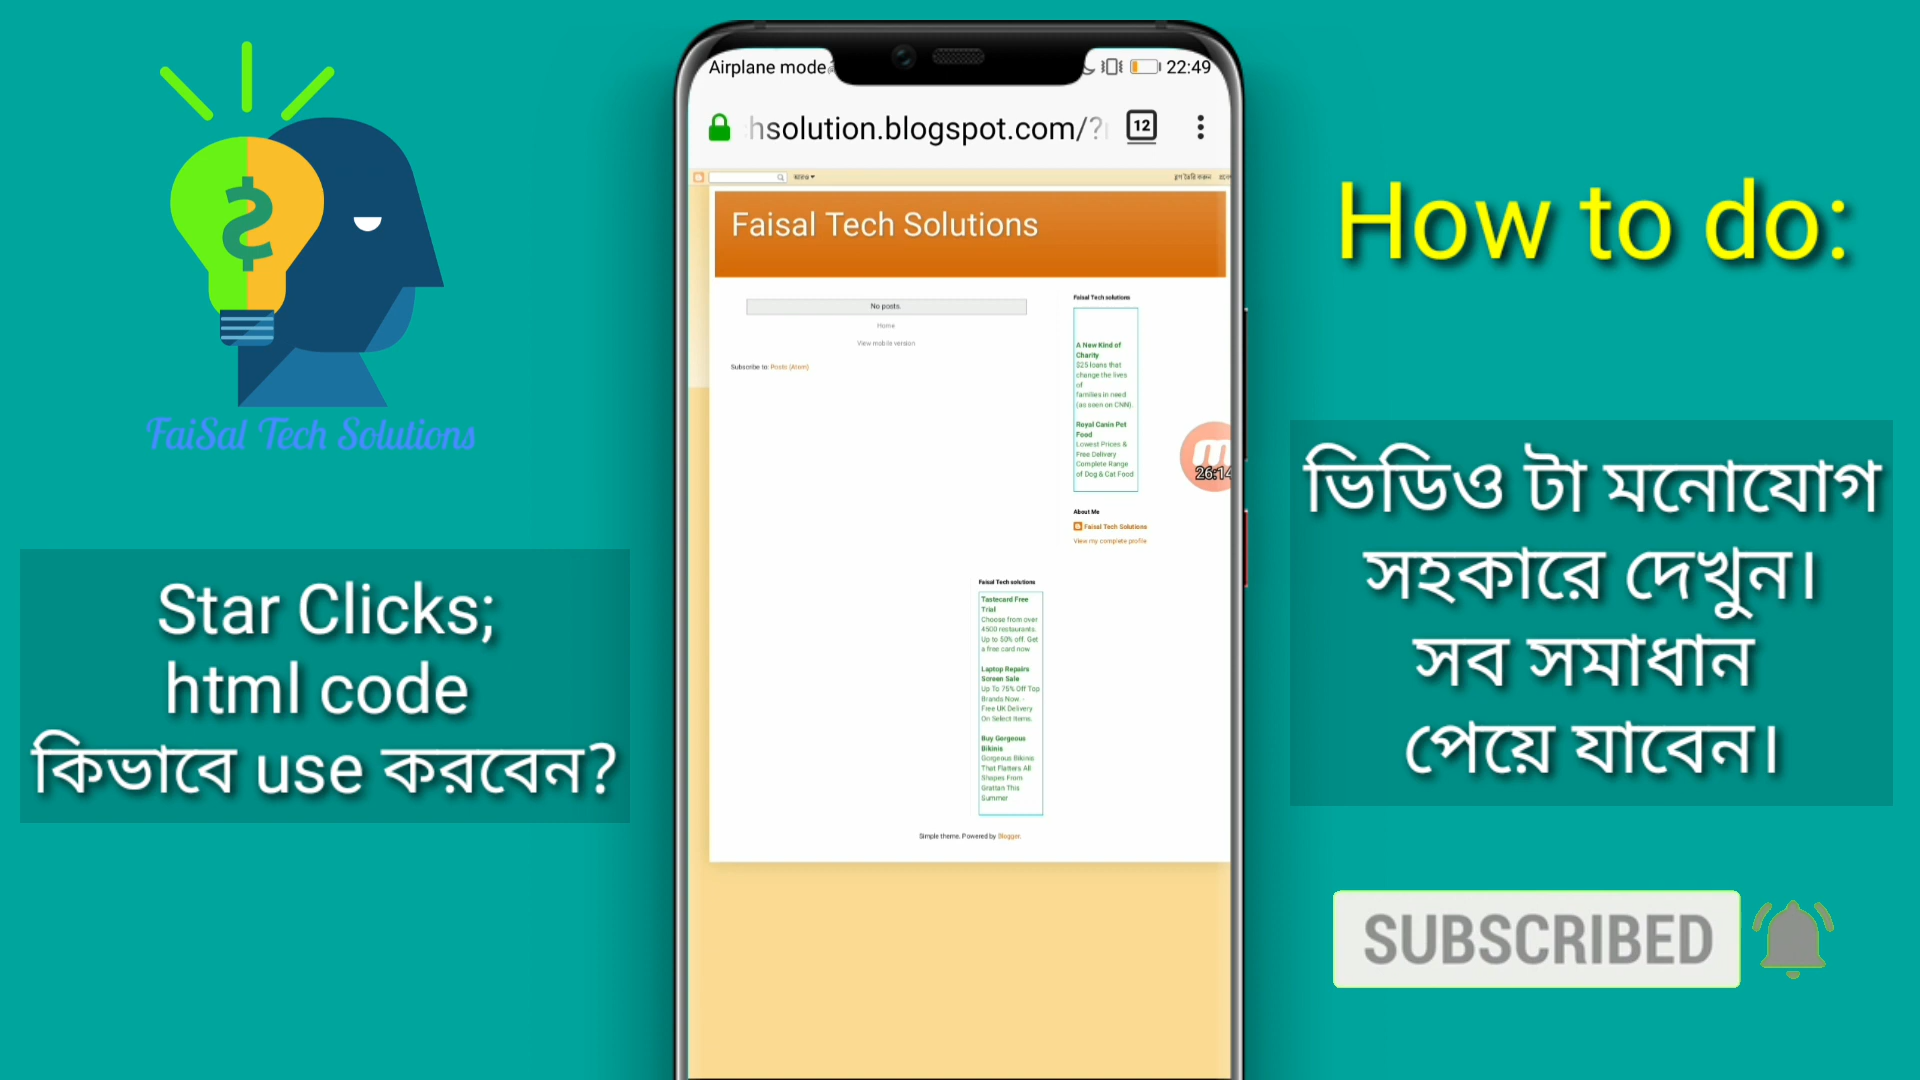 FaiSal Tech Solutions
Star Clicks;
html code
কিভাবে use করবেন?
Airplane mode
22:49
hsolution.blogspot.com/?
12
Faisal Tech Solutions
No posts.
Home
View mobile version
Subscribe to: Posts (Atom)
Faisal Tech solutions
A New Kind of
Charity
$25 loans that
change the lives
of
families in need
(as seen on CNN).
Royal Canin Pet
Food
Lowest Prices &
Free Delivery
Complete Range
of Dog & Cat Food
26:14
About Me
Faisal Tech Solutions
View my complete profile
Faisal Tech solutions
Tastecard Free
Trial
Choose from over
4500 restaurants.
Up to 50% off. Get
a free card now
Laptop Repairs
Screen Sale
Up To 75% Off Top
Brands Now. -
Free UK Delivery
On Select Items.
Buy Gorgeous
Bikinis
Gorgeous Bikinis
That Flatters All
Shapes From
Grattan This
Summer
Simple theme. Powered by Blogger.
How to do:
ভিডিও টা মনোযোগ
সহকারে দেখুন।
সব সমাধান
পেয়ে যাবেন।
SUBSCRIBED